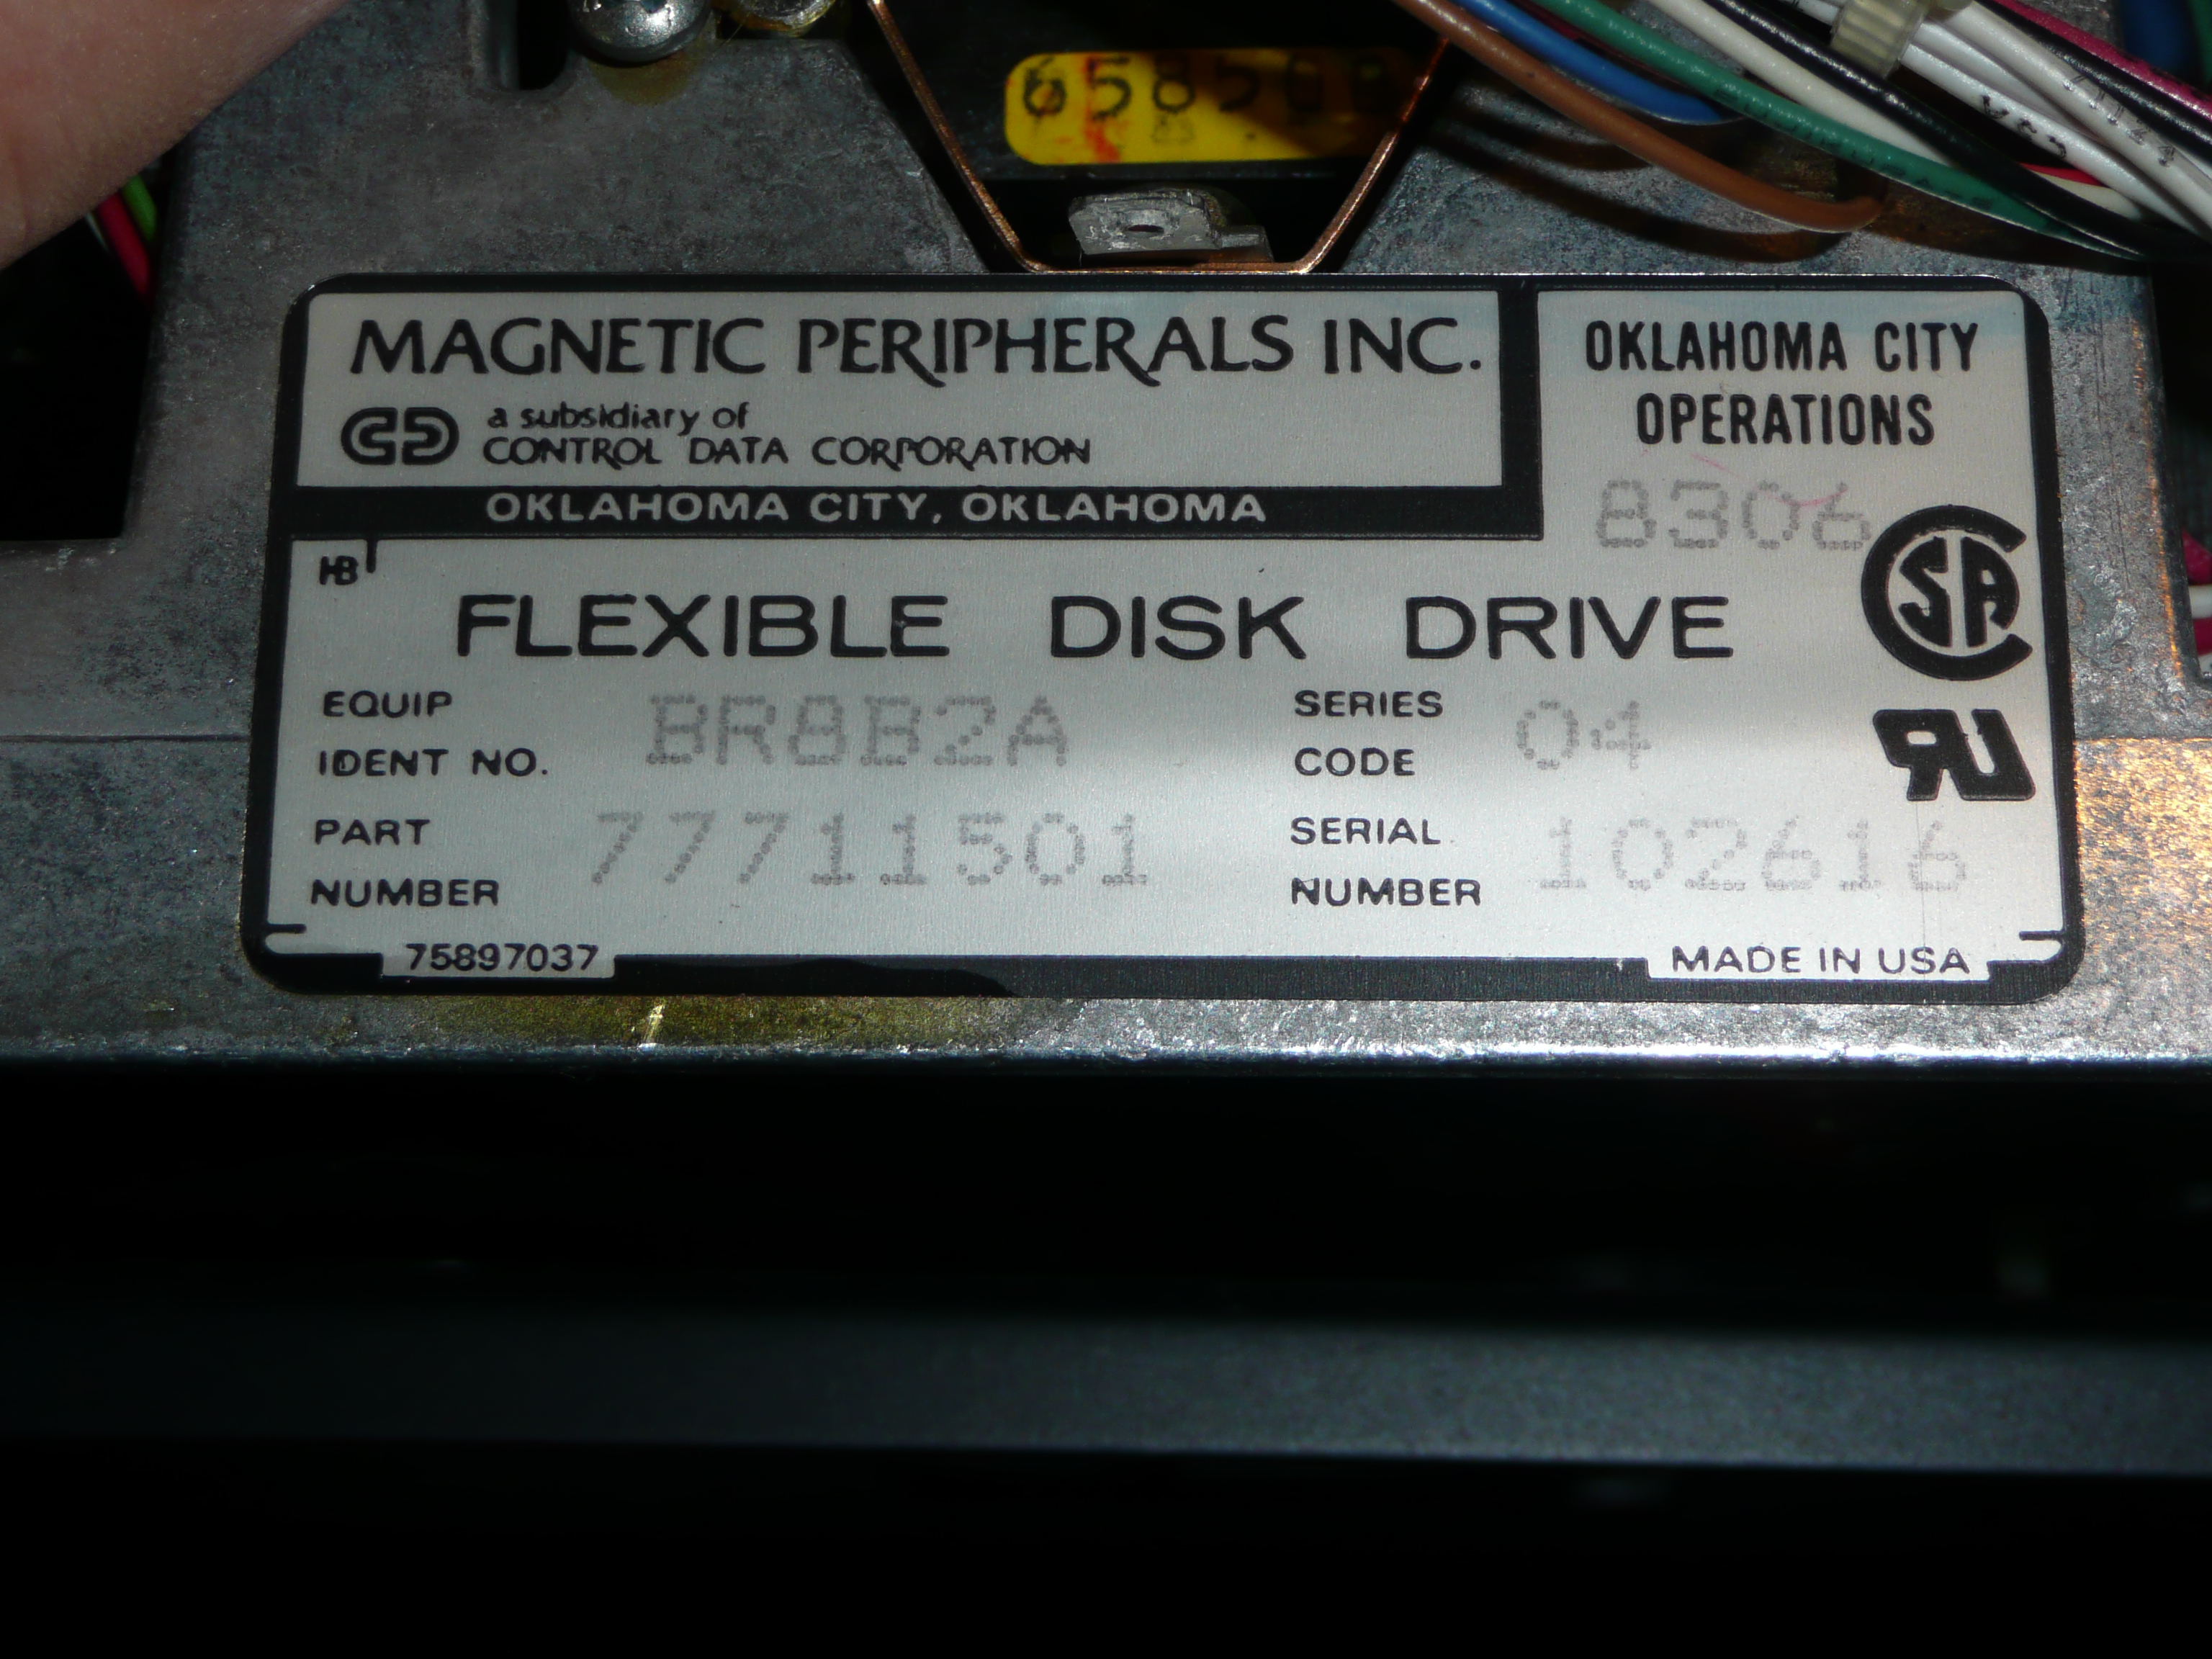 MAGNETIC PERIPHERALS INC.
a subsidiary of
CONTROL DATA CORPORATION
OKLAHOMA CITY, OKLAHOMA
OKLAHOMA CITY
OPERATIONS
8306
HB
FLEXIBLE DISK DRIVE
EQUIP
IDENT NO. BR8B2A
SERIES
CODE 04
PART
NUMBER 77711501
SERIAL
NUMBER 102616
75897037
MADE IN USA